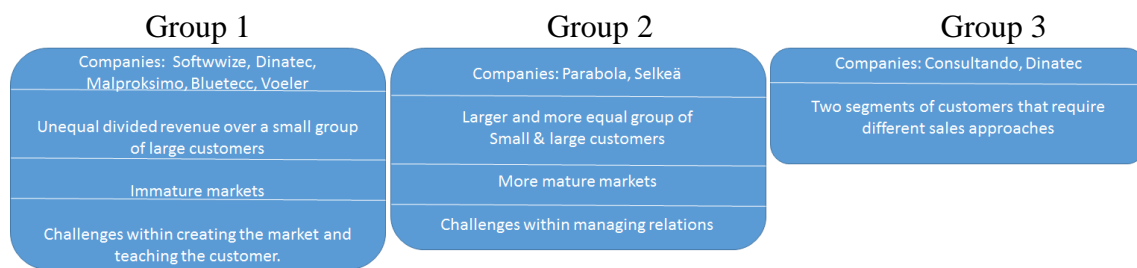 Group 1
Companies:  Softwwize, Dinatec,
Malproksimo, Bluetecc, Voeler
Unequal divided revenue over a small group
of large customers
Immature markets
Challenges within creating the market and
teaching the customer.
Group 2
Companies: Parabola, Selkeä
Larger and more equal group of
Small & large customers
More mature markets
Challenges within managing relations
Group 3
Companies: Consultando, Dinatec
Two segments of customers that require
different sales approaches